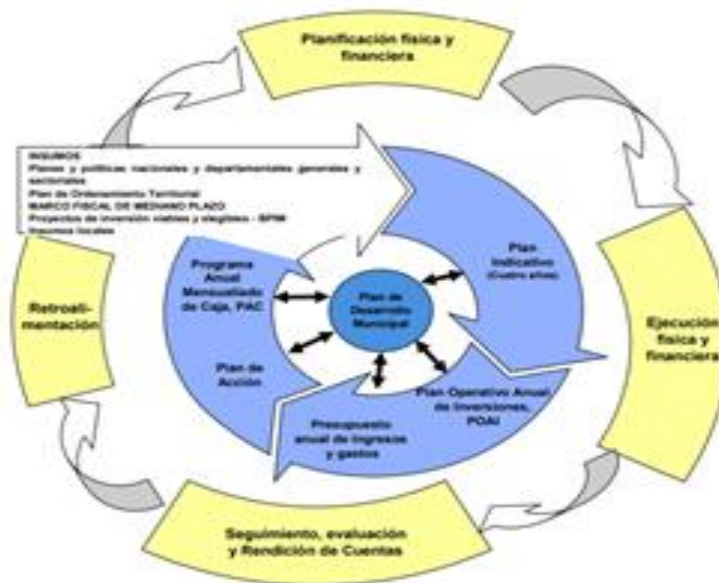 Planificación física y
financiera
INSUMOS
Planes y políticas nacionales y departamentales generales y
sectoriales
Plan de Ordenamiento Territorial
MARCO FISCAL DE MEDIANO PLAZO
Proyectos de inversión viables y elegibles - BPIM
Insumos locales
Plan
Indicativo
(Cuatro años)
Programa
Anual
Mensualiado
de Caja, PAC
Plan de
Desarrollo
Municipal
Retroali-
mentación
Ejecución
física y
financiera
Plan de
Acción
Plan Operativo Anual
de Inversiones,
POAI
Presupuesto
anual de ingresos
y gastos
Seguimiento, evaluación
y Rendición de Cuentas